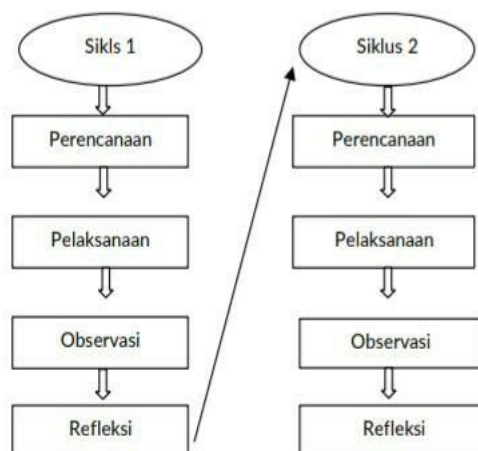 Sikls 1
Perencanaan
Pelaksanaan
Observasi
Refleksi
Siklus 2
Perencanaan
Pelaksanaan
Observasi
Refleksi